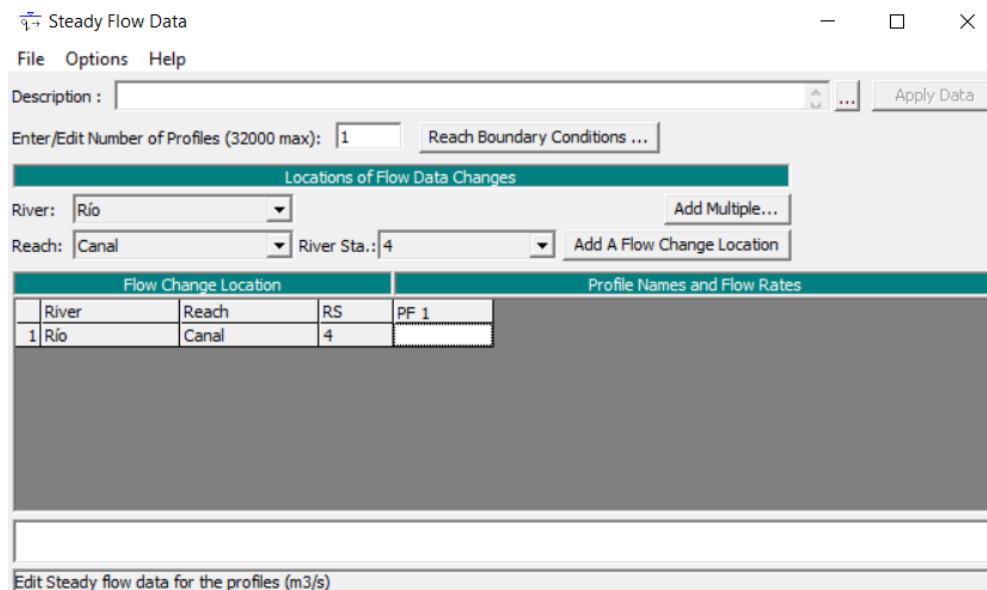 Steady Flow Data
File Options Help
Description :
... Apply Data
Enter/Edit Number of Profiles (32000 max): 1 Reach Boundary Conditions ...
Locations of Flow Data Changes
River: Río Add Multiple...
Reach: Canal River Sta.: 4 Add A Flow Change Location
Flow Change Location Profile Names and Flow Rates
River Reach RS PF 1
1 Río Canal 4
Edit Steady flow data for the profiles (m3/s)